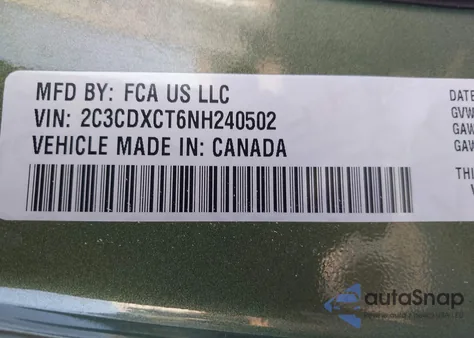 MFD BY: FCA US LLC
VIN: 2C3CDXCT6NH240502
VEHICLE MADE IN: CANADA
DATE
GVW
GAW
GAW
THI
autoSnap